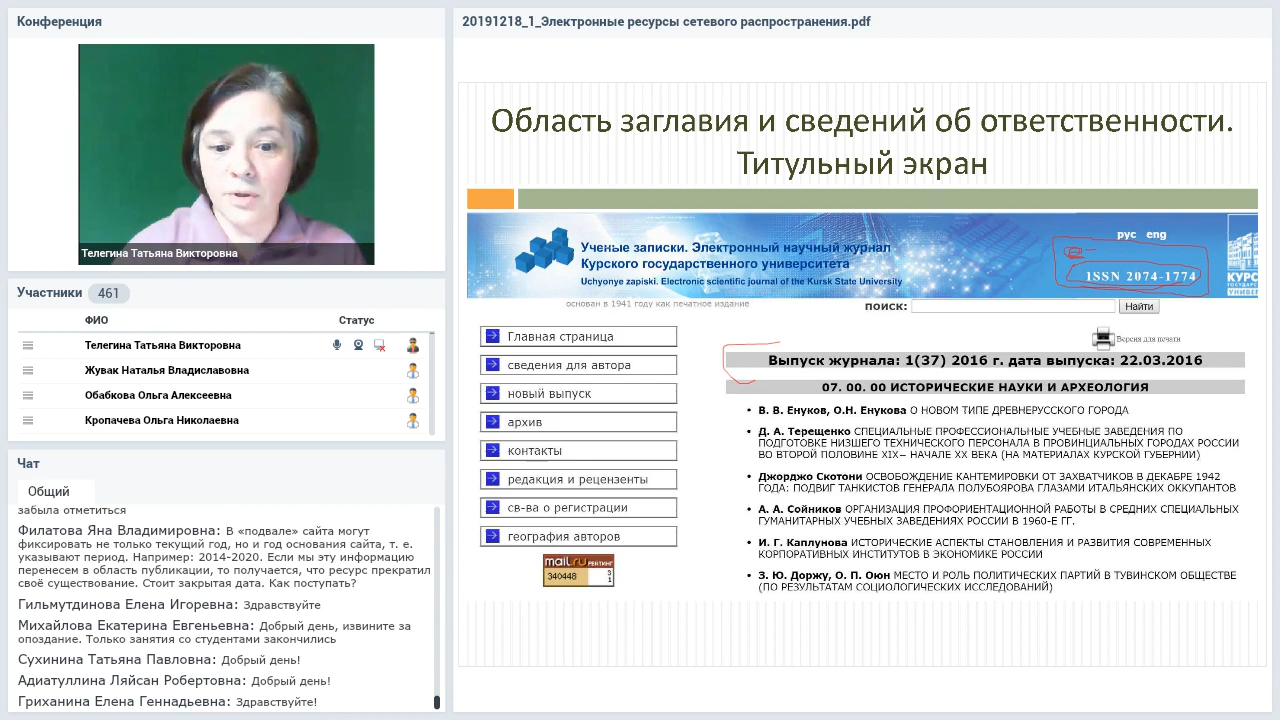 Конференция
Телегина Татьяна Викторовна
Участники 461
ФИО Статус
Телегина Татьяна Викторовна
Жувак Наталья Владиславовна
Обабкова Ольга Алексеевна
Кропачева Ольга Николаевна
Чат
Общий
забыла отметиться
Филатова Яна Владимировна: В «подвале» сайта могут
фиксировать не только текущий год, но и год основания сайта, т. е.
указывают период. Например: 2014-2020. Если мы эту информацию
перенесем в область публикации, то получается, что ресурс прекратил
своё существование. Стоит закрытая дата. Как поступать?
Гильмутдинова Елена Игоревна: Здравствуйте
Михайлова Екатерина Евгеньевна: Добрый день, извините за
опоздание. Только занятия со студентами закончились
Сухинина Татьяна Павловна: Добрый день!
Адиатуллина Ляйсан Робертовна: Добрый день!
Гриханина Елена Геннадьевна: Здравствуйте!
20191218_1_Электронные ресурсы сетевого распространения.pdf
Область заглавия и сведений об ответственности.
Титульный экран
рус eng
Ученые записки. Электронный научный журнал
Курского государственного университета
Uchyonye zapiski. Electronic scientific journal of the Kursk State University
ISSN 2074-1774
КУРС
ГОСУДАРСТ
УНИВЕР
основан в 1941 году как печатное издание
поиск: Найти
Версия для печати
Главная страница
сведения для автора
новый выпуск
архив
контакты
редакция и рецензенты
св-ва о регистрации
география авторов
mail.ru РЕЙТИНГ
340448 3
1
Выпуск журнала: 1(37) 2016 г. дата выпуска: 22.03.2016
07. 00. 00 ИСТОРИЧЕСКИЕ НАУКИ И АРХЕОЛОГИЯ
• В. В. Енуков, О.Н. Енукова О НОВОМ ТИПЕ ДРЕВНЕРУССКОГО ГОРОДА
• Д. А. Терещенко СПЕЦИАЛЬНЫЕ ПРОФЕССИОНАЛЬНЫЕ УЧЕБНЫЕ ЗАВЕДЕНИЯ ПО
ПОДГОТОВКЕ НИЗШЕГО ТЕХНИЧЕСКОГО ПЕРСОНАЛА В ПРОВИНЦИАЛЬНЫХ ГОРОДАХ РОССИИ
ВО ВТОРОЙ ПОЛОВИНЕ XIX– НАЧАЛЕ XX ВЕКА (НА МАТЕРИАЛАХ КУРСКОЙ ГУБЕРНИИ)
• Джорджо Скотони ОСВОБОЖДЕНИЕ КАНТЕМИРОВКИ ОТ ЗАХВАТЧИКОВ В ДЕКАБРЕ 1942
ГОДА: ПОДВИГ ТАНКИСТОВ ГЕНЕРАЛА ПОЛУБОЯРОВА ГЛАЗАМИ ИТАЛЬЯНСКИХ ОККУПАНТОВ
• А. А. Сойников ОРГАНИЗАЦИЯ ПРОФОРИЕНТАЦИОННОЙ РАБОТЫ В СРЕДНИХ СПЕЦИАЛЬНЫХ
ГУМАНИТАРНЫХ УЧЕБНЫХ ЗАВЕДЕНИЯХ РОССИИ В 1960-Е ГГ.
• И. Г. Каплунова ИСТОРИЧЕСКИЕ АСПЕКТЫ СТАНОВЛЕНИЯ И РАЗВИТИЯ СОВРЕМЕННЫХ
КОРПОРАТИВНЫХ ИНСТИТУТОВ В ЭКОНОМИКЕ РОССИИ
• З. Ю. Доржу, О. П. Оюн МЕСТО И РОЛЬ ПОЛИТИЧЕСКИХ ПАРТИЙ В ТУВИНСКОМ ОБЩЕСТВЕ
(ПО РЕЗУЛЬТАТАМ СОЦИОЛОГИЧЕСКИХ ИССЛЕДОВАНИЙ)